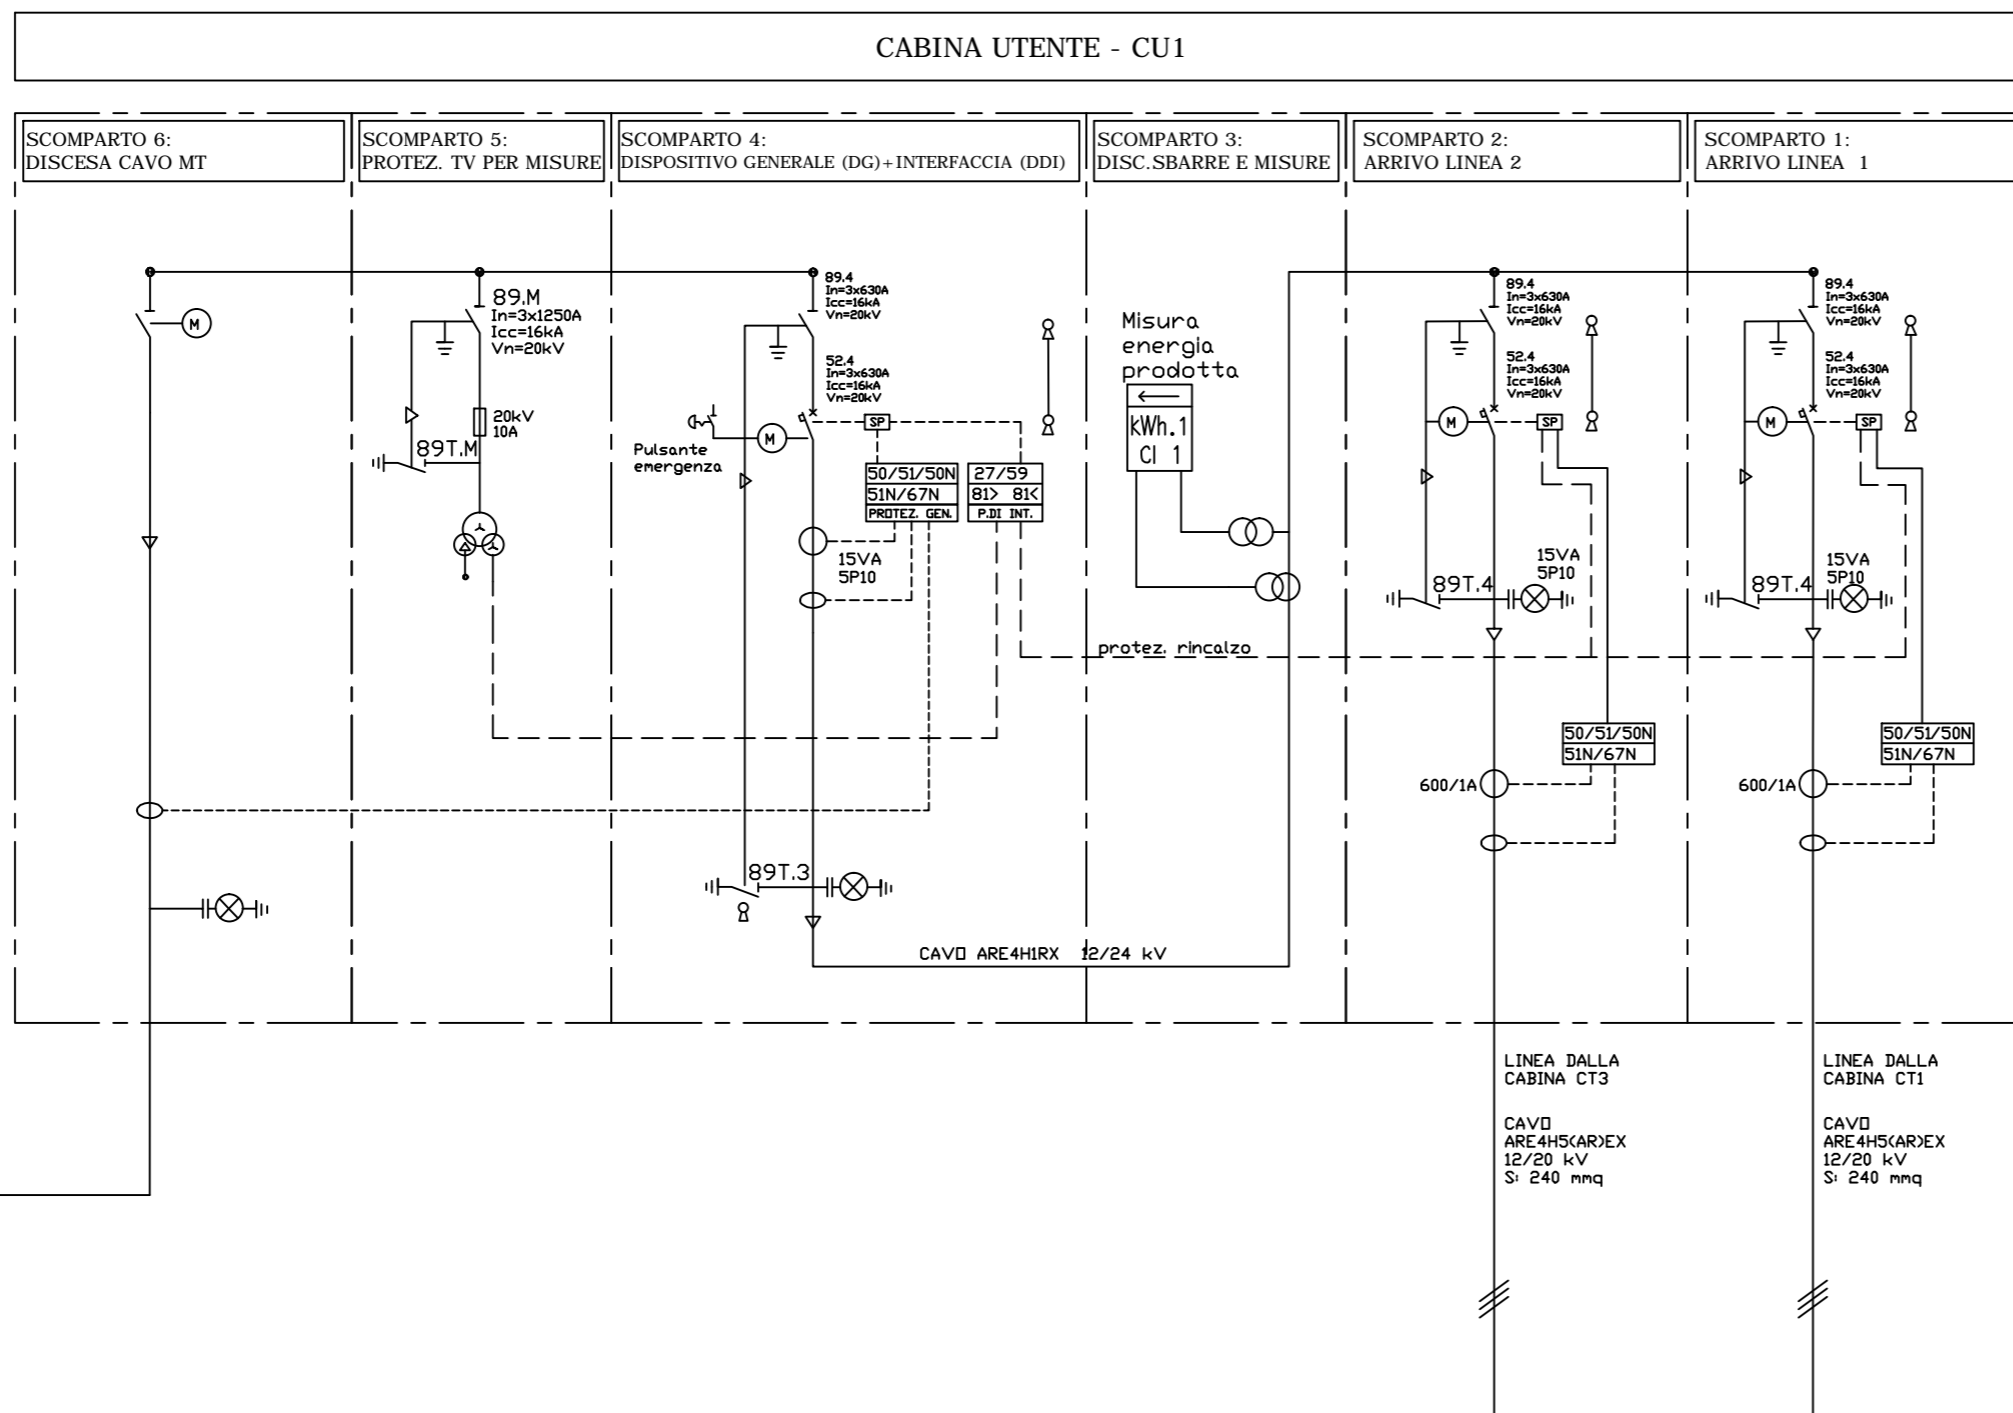 CABINA UTENTE - CU1
SCOMPARTO 6:
DISCESA CAVO MT
SCOMPARTO 5:
PROTEZ. TV PER MISURE
SCOMPARTO 4:
DISPOSITIVO GENERALE (DG)+INTERFACCIA (DDI)
SCOMPARTO 3:
DISC.SBARRE E MISURE
SCOMPARTO 2:
ARRIVO LINEA 2
SCOMPARTO 1:
ARRIVO LINEA 1
M
89.M
In=3x1250A
Icc=16kA
Vn=20kV
20kV
10A
89T.M
89.4
In=3x630A
Icc=16kA
Vn=20kV
52.4
In=3x630A
Icc=16kA
Vn=20kV
Pulsante
emergenza
M
SP
50/51/50N
51N/67N
PROTEZ. GEN.
27/59
81> 81<
P.DI INT.
15VA
5P10
89T.3
CAVO ARE4H1RX 12/24 kV
Misura
energia
prodotta
kWh.1
Cl 1
protez. rincalzo
89.4
In=3x630A
Icc=16kA
Vn=20kV
52.4
In=3x630A
Icc=16kA
Vn=20kV
M
SP
15VA
5P10
89T.4
50/51/50N
51N/67N
600/1A
LINEA DALLA
CABINA CT3
CAVO
ARE4H5(AR)EX
12/20 kV
S: 240 mmq
89.4
In=3x630A
Icc=16kA
Vn=20kV
52.4
In=3x630A
Icc=16kA
Vn=20kV
M
SP
15VA
5P10
89T.4
50/51/50N
51N/67N
600/1A
LINEA DALLA
CABINA CT1
CAVO
ARE4H5(AR)EX
12/20 kV
S: 240 mmq